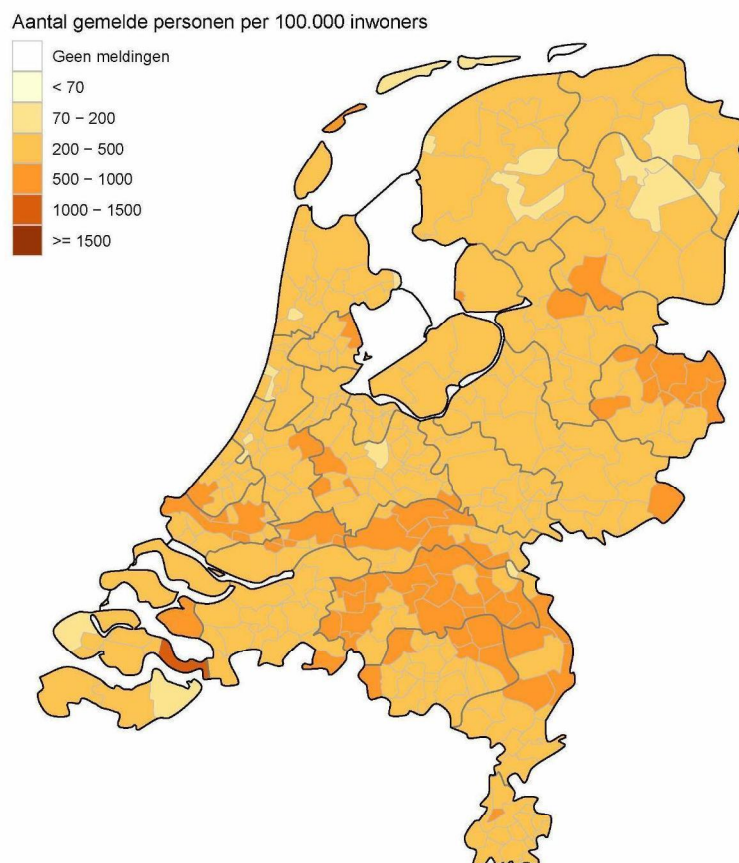 Aantal gemelde personen per 100.000 inwoners
Geen meldingen
< 70
70 − 200
200 − 500
500 − 1000
1000 − 1500
>= 1500